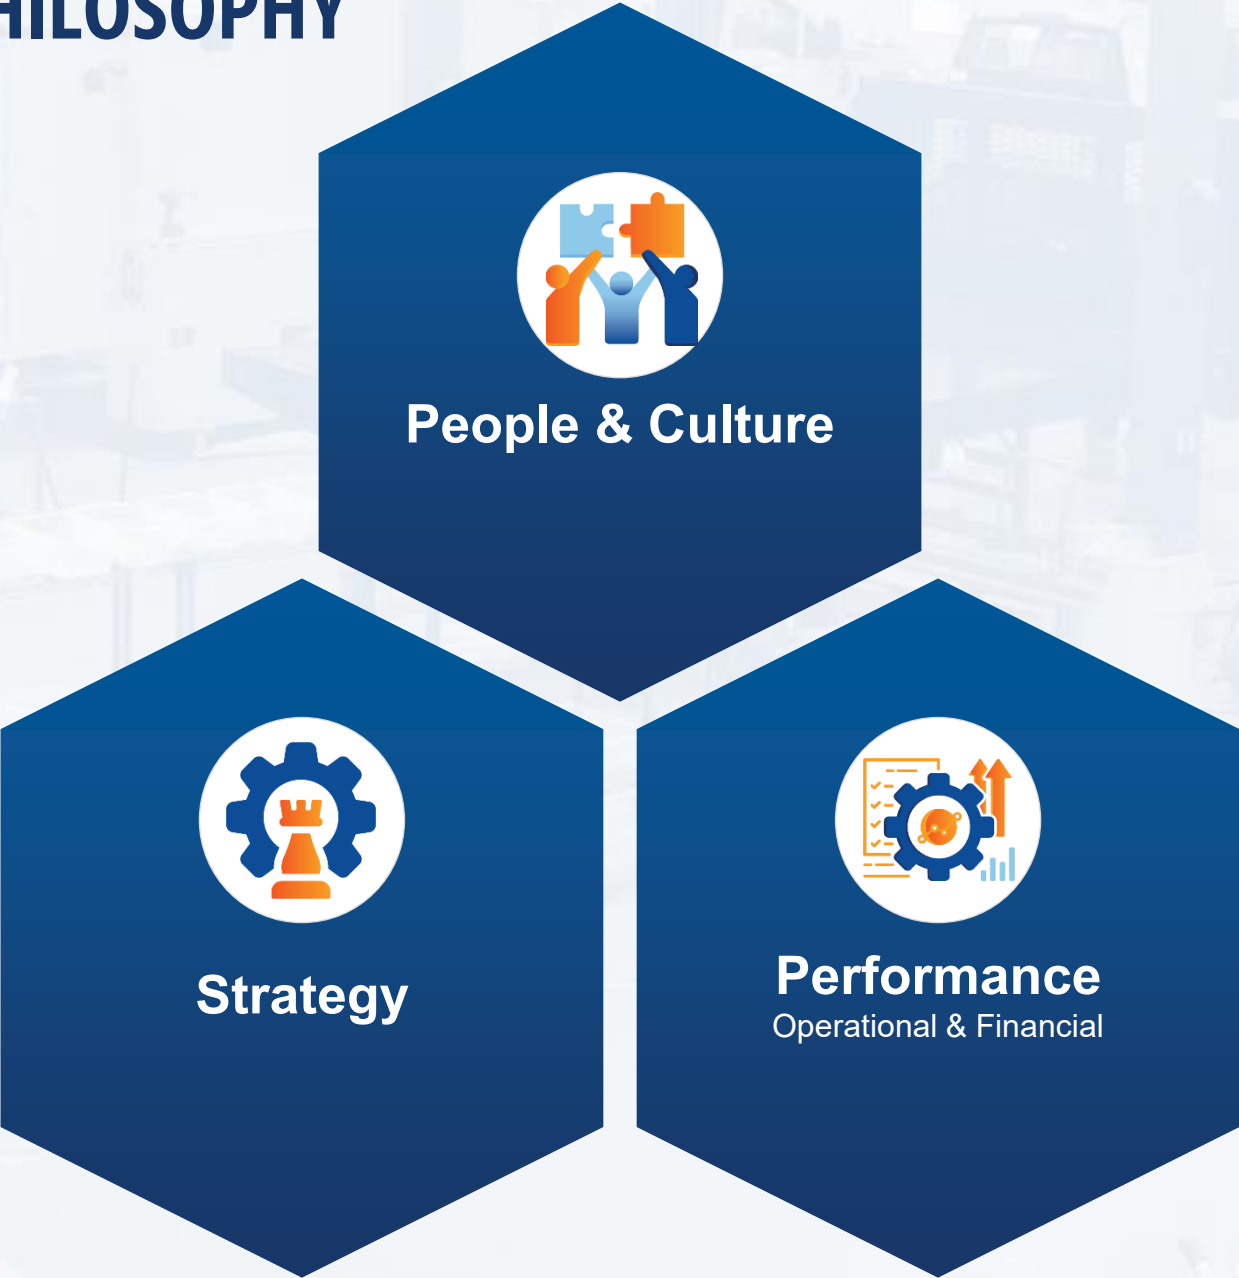 HILOSOPHY
People & Culture
Strategy
Performance
Operational & Financial